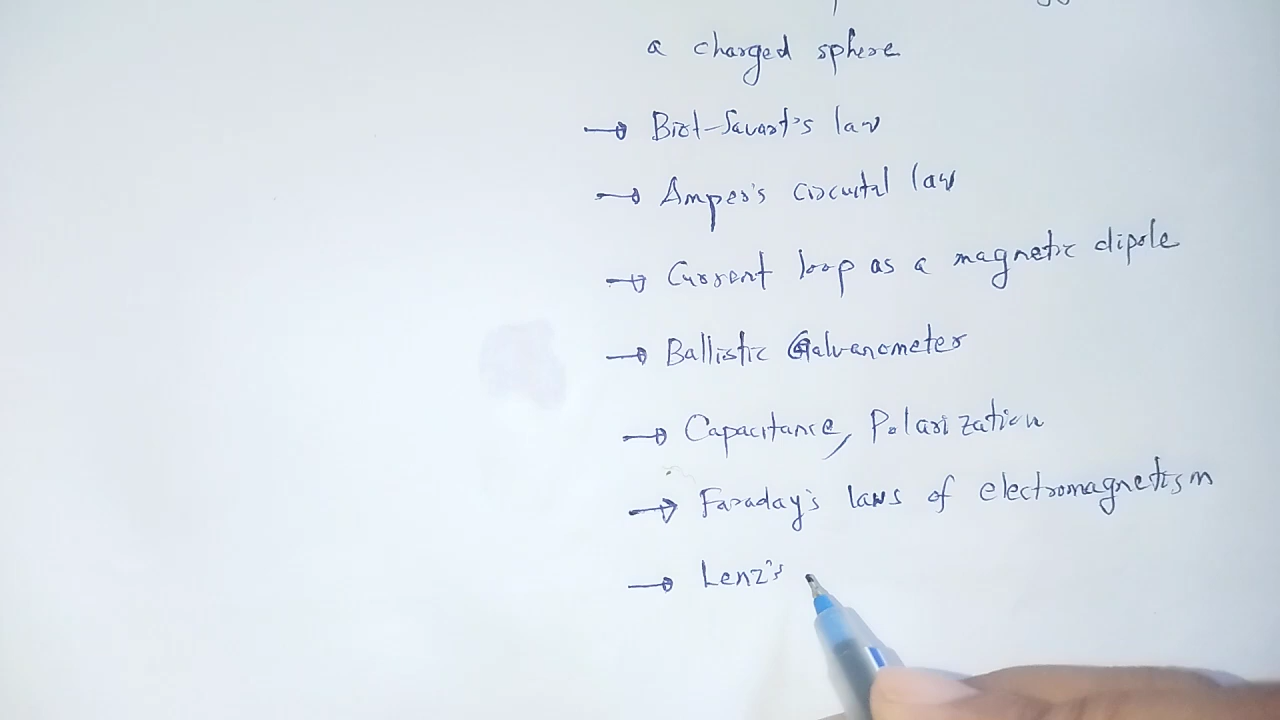 a charged sphere
→ Biot-Savart's law
→ Amper's circuital law
→ Current loop as a magnetic dipole
→ Ballistic Galvanometer
→ Capacitance, Polarization
→ Faraday's laws of electromagnetism
→ Lenz's